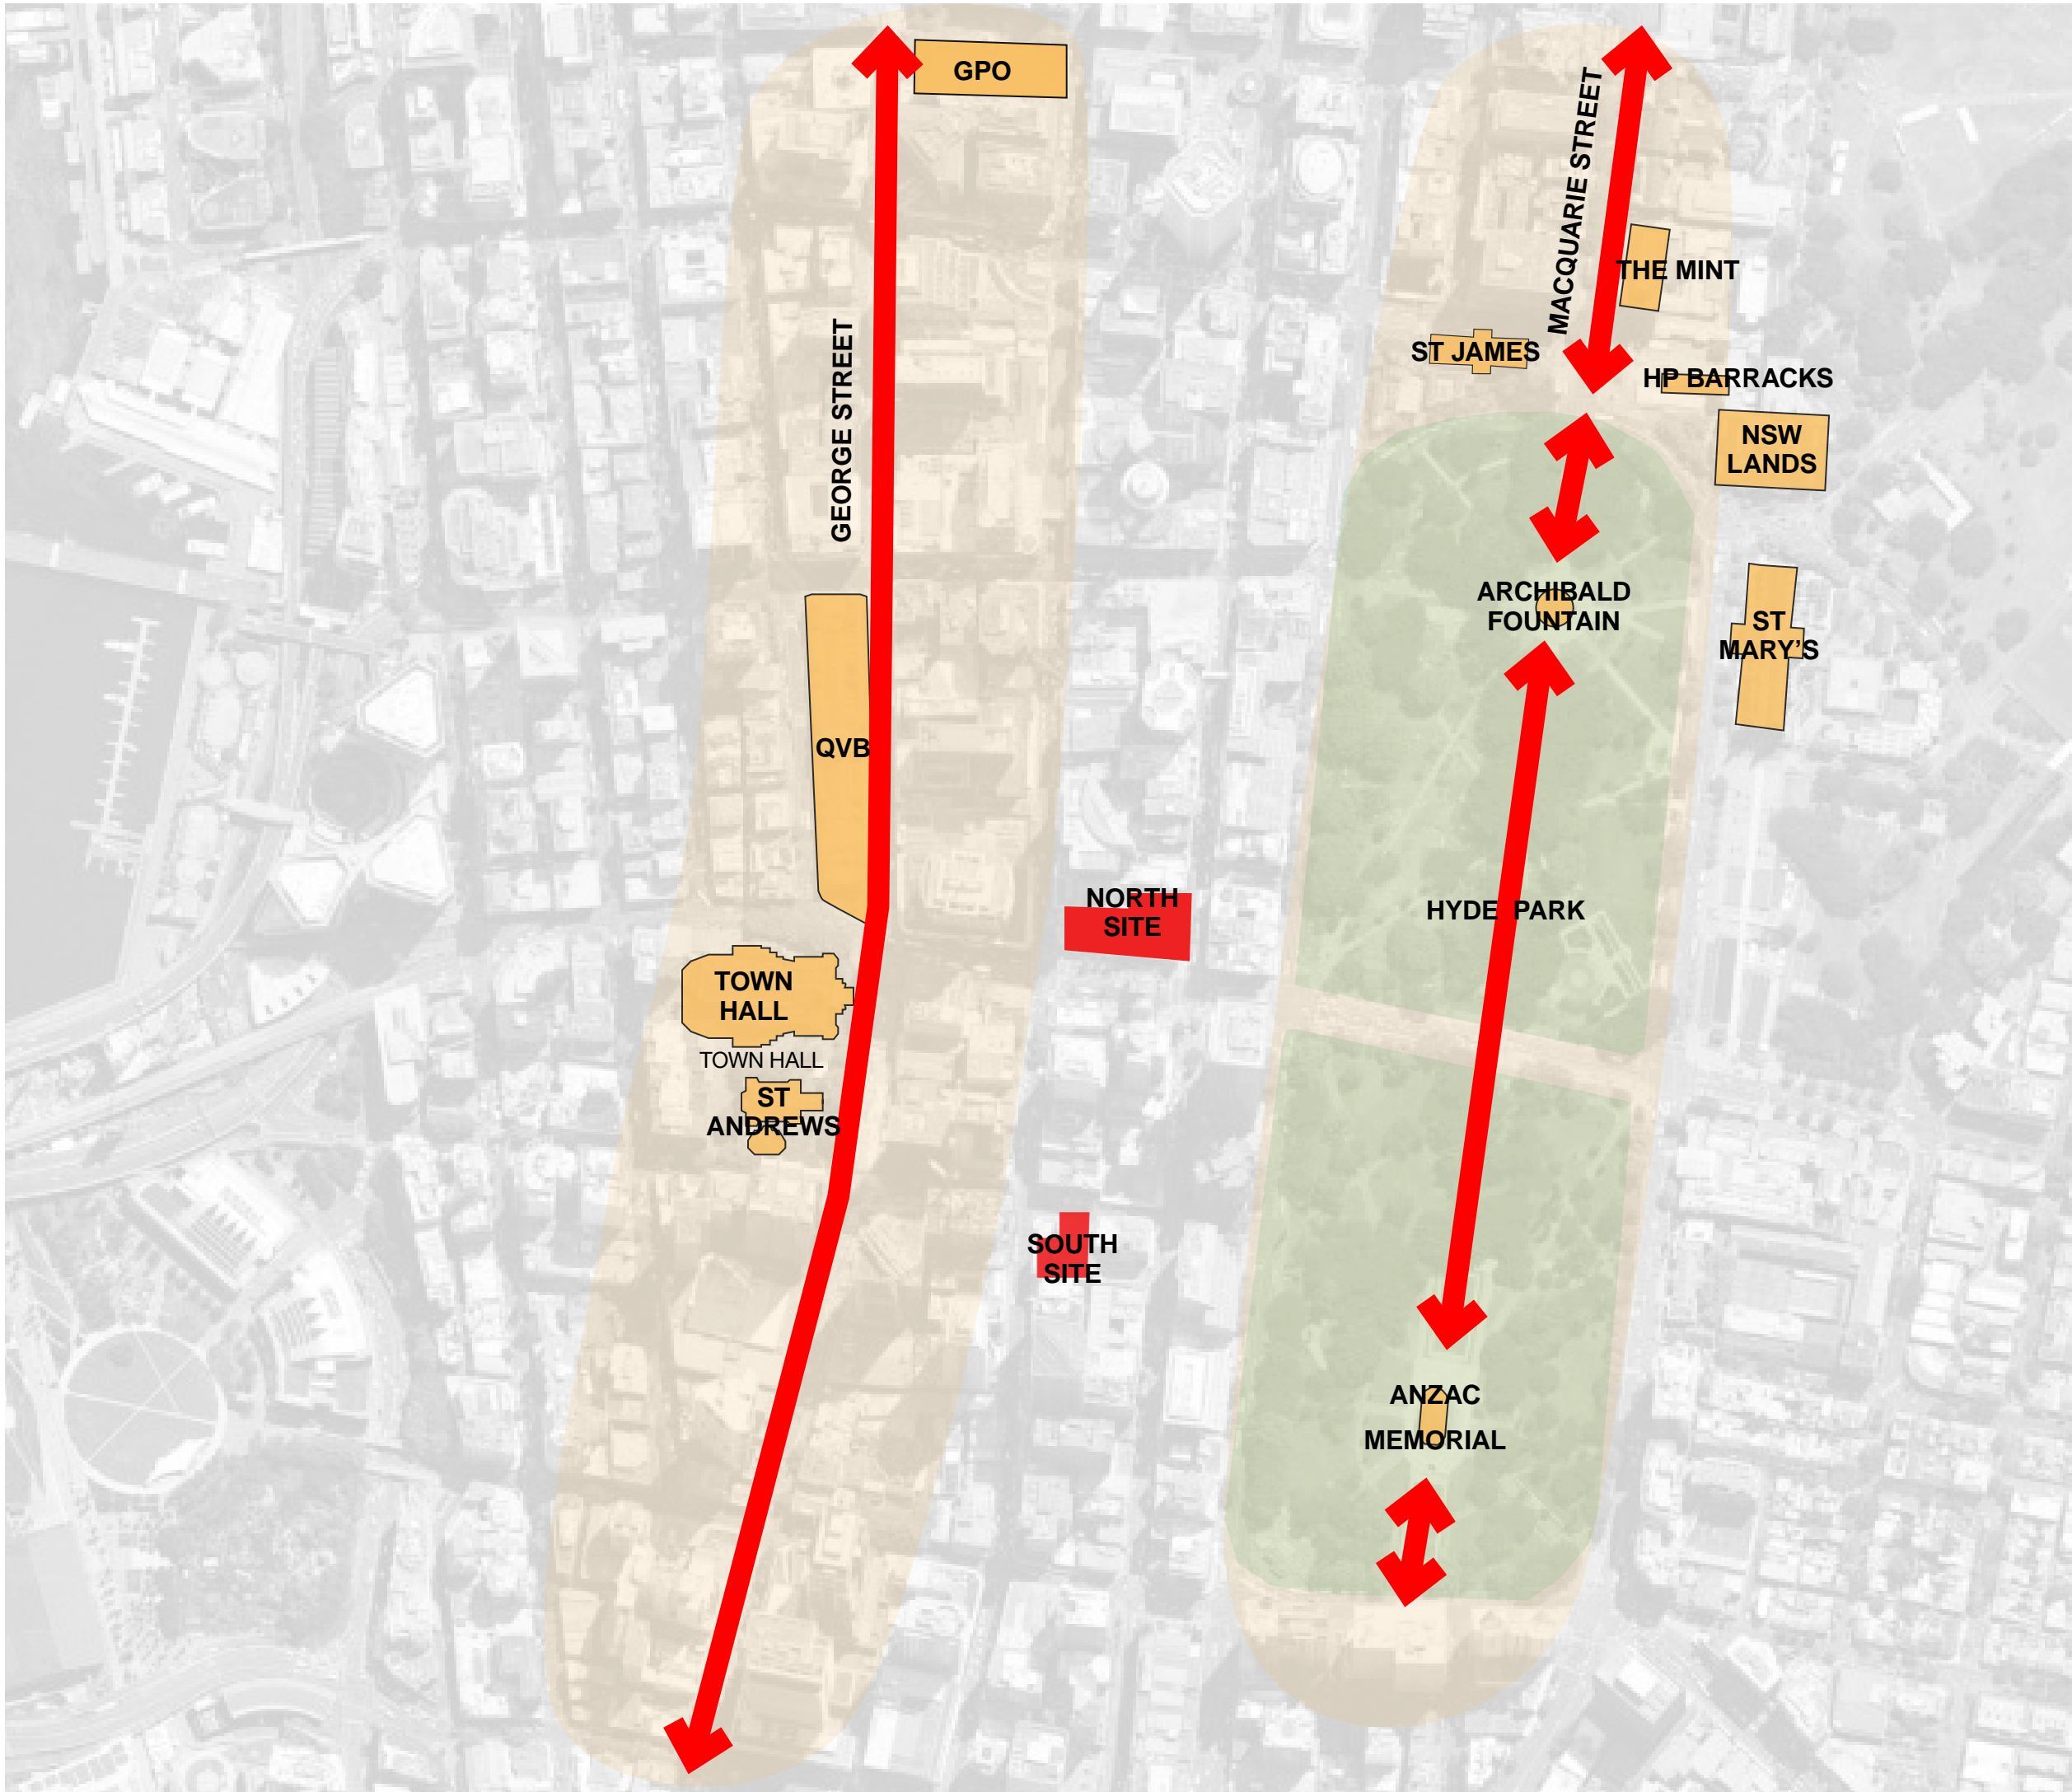 GPO
MACQUARIE STREET
THE MINT
GEORGE STREET
ST JAMES
HP BARRACKS
NSW
LANDS
ARCHIBALD
FOUNTAIN
ST
MARY'S
QVB
NORTH
SITE
HYDE PARK
TOWN
HALL
TOWN HALL
ST
ANDREWS
SOUTH
SITE
ANZAC
MEMORIAL